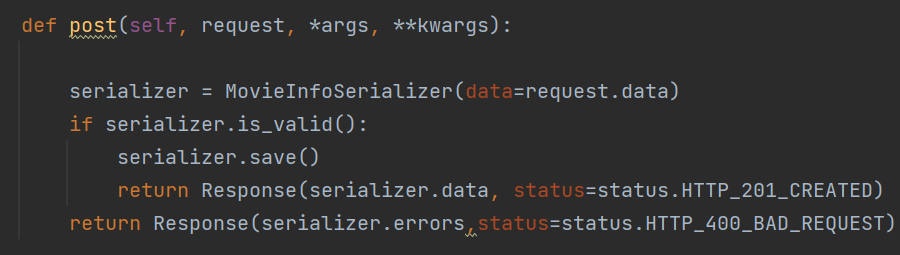 def post(self, request, *args, **kwargs):
serializer = MovieInfoSerializer(data=request.data)
if serializer.is_valid():
serializer.save()
return Response(serializer.data, status=status.HTTP_201_CREATED)
return Response(serializer.errors,status=status.HTTP_400_BAD_REQUEST)